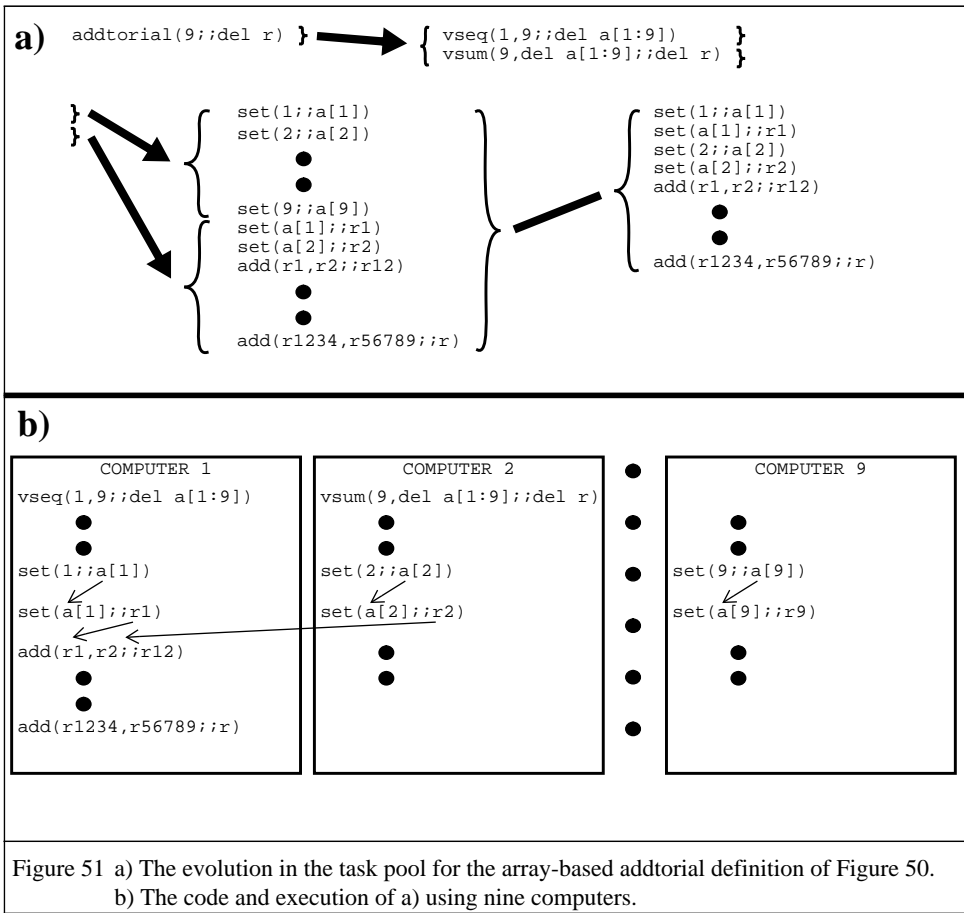 a)
addtorial(9;;del r) }
{ vseq(1,9;;del a[1:9]) }
vsum(9,del a[1:9];;del r) }
}
}
set(1;;a[1])
set(2;;a[2])
set(9;;a[9])
set(a[1];;r1)
set(a[2];;r2)
add(r1,r2;;r12)
add(r1234,r56789;;r)
set(1;;a[1])
set(a[1];;r1)
set(2;;a[2])
set(a[2];;r2)
add(r1,r2;;r12)
add(r1234,r56789;;r)
b)
COMPUTER 1
vseq(1,9;;del a[1:9])
set(1;;a[1])
set(a[1];;r1)
add(r1,r2;;r12)
add(r1234,r56789;;r)
COMPUTER 2
vsum(9,del a[1:9];;del r)
set(2;;a[2])
set(a[2];;r2)
COMPUTER 9
set(9;;a[9])
set(a[9];;r9)
Figure 51 a) The evolution in the task pool for the array-based addtorial definition of Figure 50.
b) The code and execution of a) using nine computers.